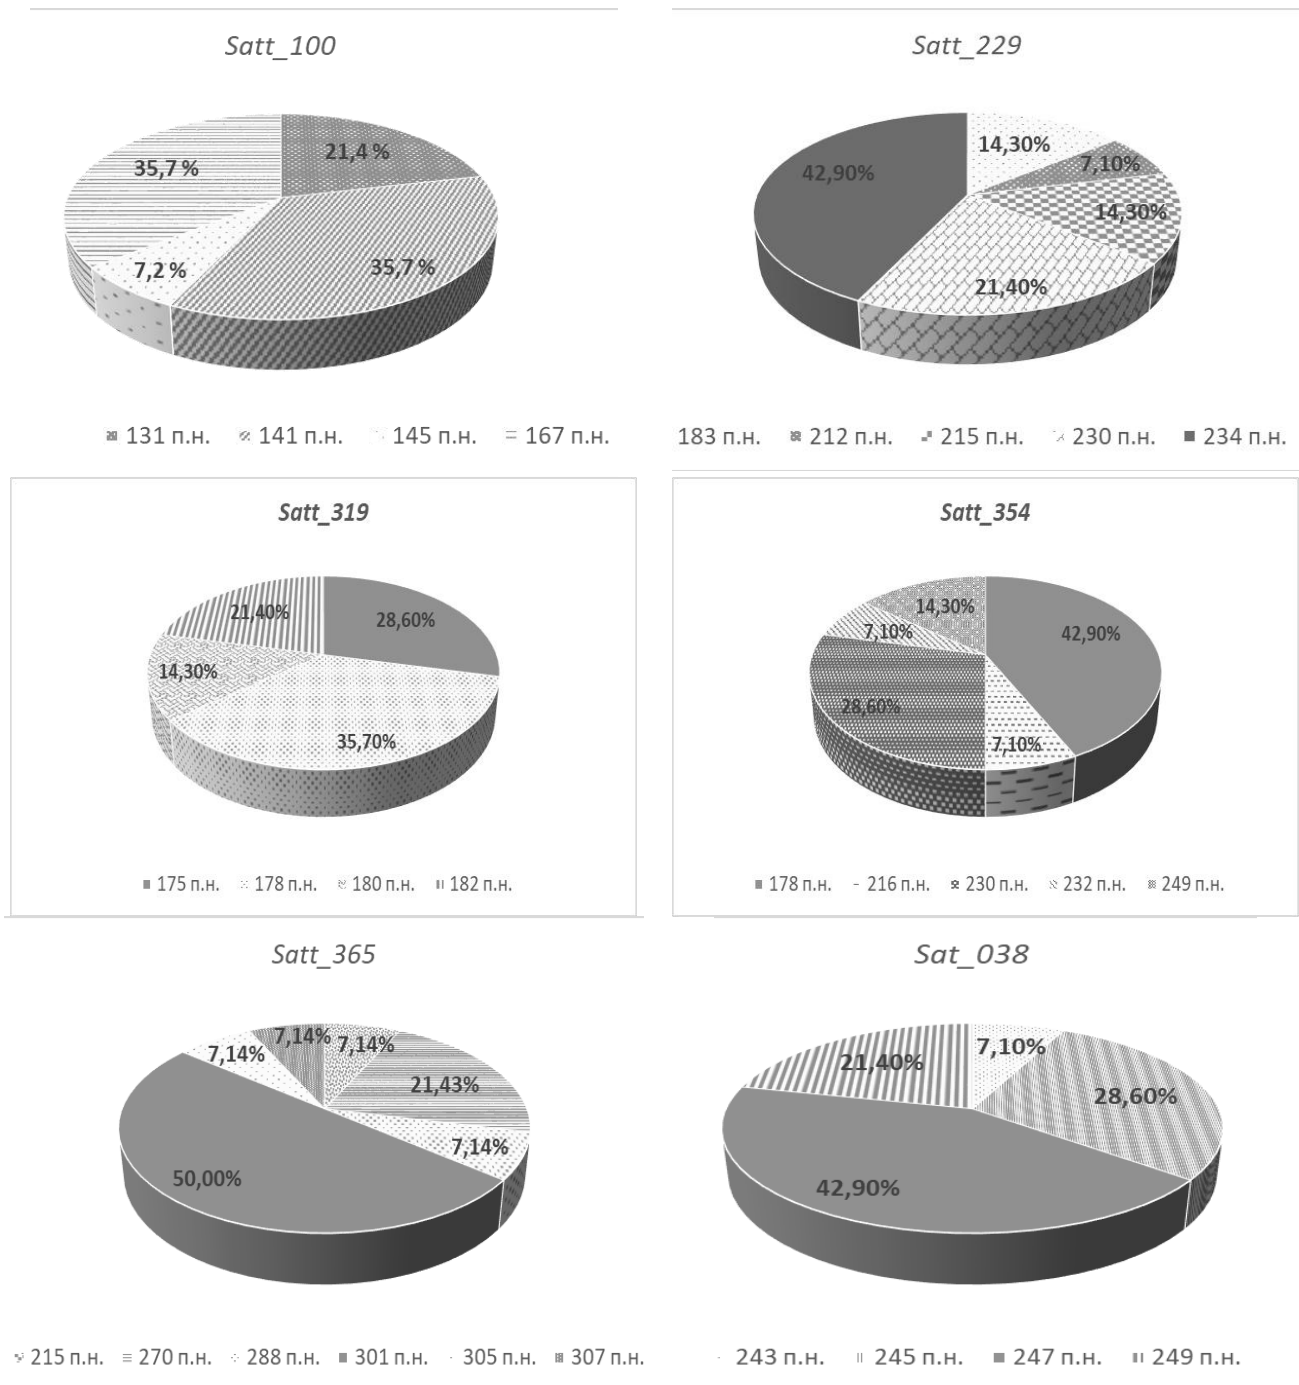 Satt_100
21,4 %
35,7 %
35,7 %
7,2 %
131 п.н. 141 п.н. 145 п.н. 167 п.н.
Satt_229
14,30%
7,10%
42,90%
14,30%
21,40%
183 п.н. 212 п.н. 215 п.н. 230 п.н. 234 п.н.
Satt_319
21,40%
28,60%
14,30%
35,70%
175 п.н. 178 п.н. 180 п.н. 182 п.н.
Satt_354
14,30%
7,10%
42,90%
28,60%
7,10%
178 п.н. 216 п.н. 230 п.н. 232 п.н. 249 п.н.
Satt_365
7,14%
7,14%
7,14%
21,43%
7,14%
50,00%
215 п.н. 270 п.н. 288 п.н. 301 п.н. 305 п.н. 307 п.н.
Sat_038
7,10%
21,40%
28,60%
42,90%
243 п.н. 245 п.н. 247 п.н. 249 п.н.